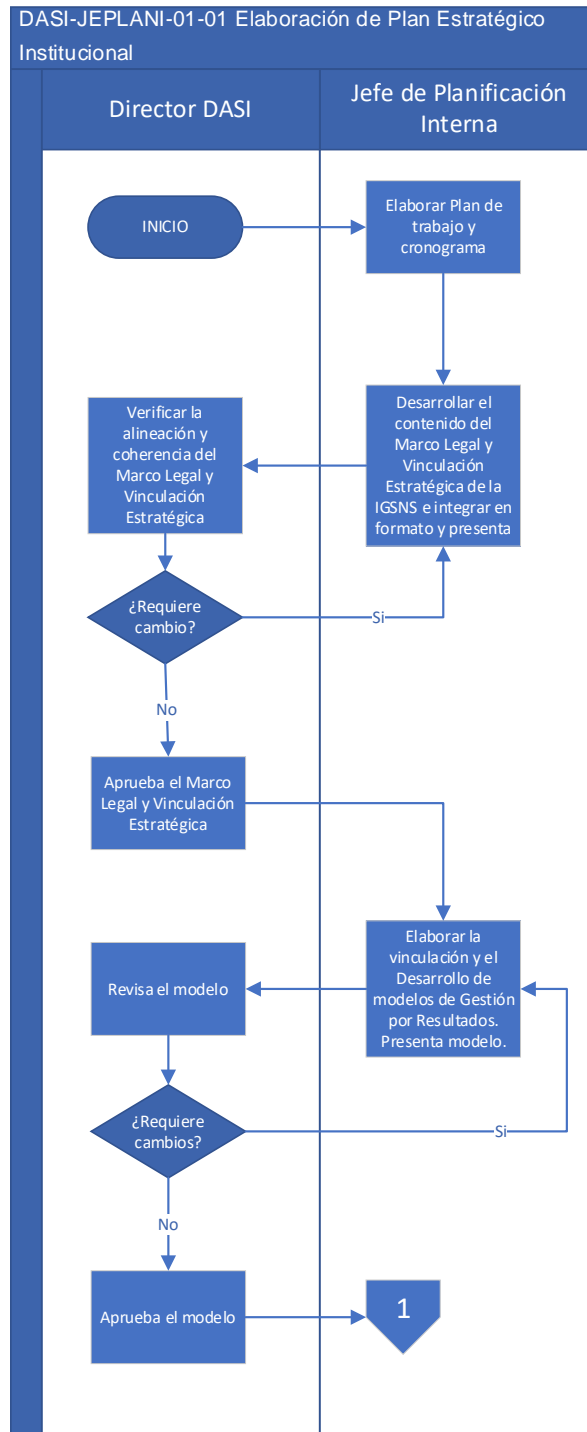 DASI-JEPLANI-01-01 Elaboración de Plan Estratégico
Institucional
Director DASI
Jefe de Planificación
Interna
INICIO
Elaborar Plan de
trabajo y
cronograma
Verificar la
alineación y
coherencia del
Marco Legal y
Vinculación
Estratégica
Desarrollar el
contenido del
Marco Legal y
Vinculación
Estratégica de la
IGSNS e integrar en
formato y presenta
¿Requiere
cambio?
Si
No
Aprueba el Marco
Legal y Vinculación
Estratégica
Elaborar la
vinculación y el
Desarrollo de
modelos de Gestión
por Resultados.
Presenta modelo.
Revisa el modelo
¿Requiere
cambios?
Si
No
Aprueba el modelo
1